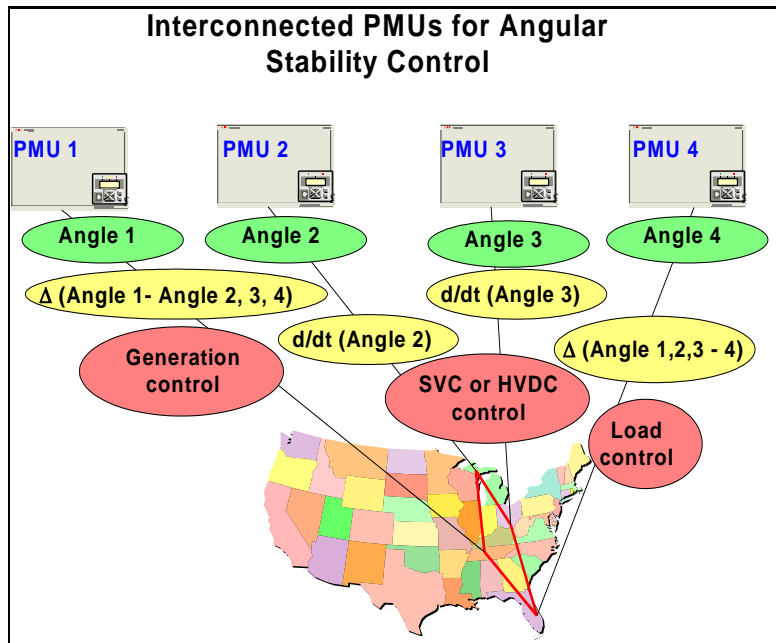 Interconnected PMUs for Angular
Stability Control
PMU 1
PMU 2
PMU 3
PMU 4
Angle 1
Angle 2
Angle 3
Angle 4
Δ (Angle 1- Angle 2, 3, 4)
d/dt (Angle 2)
d/dt (Angle 3)
Δ (Angle 1,2,3 - 4)
Generation
control
SVC or HVDC
control
Load
control